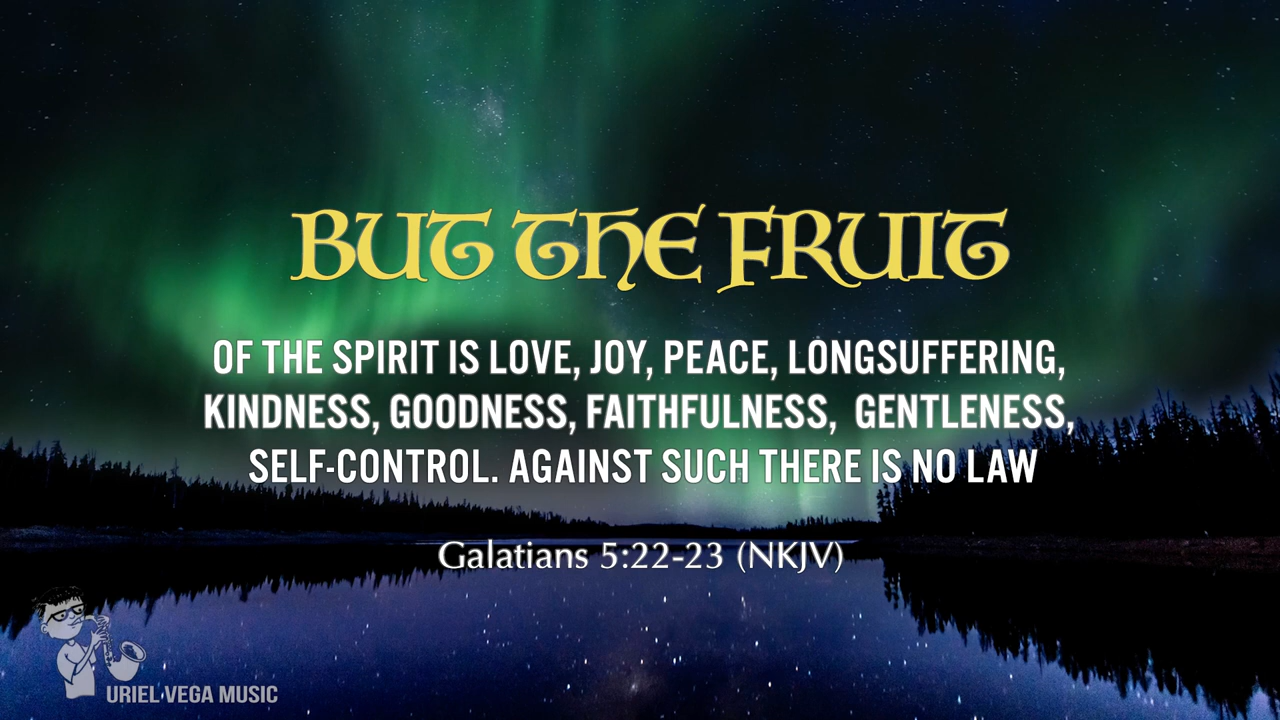 BUT THE FRUIT
OF THE SPIRIT IS LOVE, JOY, PEACE, LONGSUFFERING,
KINDNESS, GOODNESS, FAITHFULNESS, GENTLENESS,
SELF-CONTROL. AGAINST SUCH THERE IS NO LAW
Galatians 5:22-23 (NKJV)
URIEL VEGA MUSIC